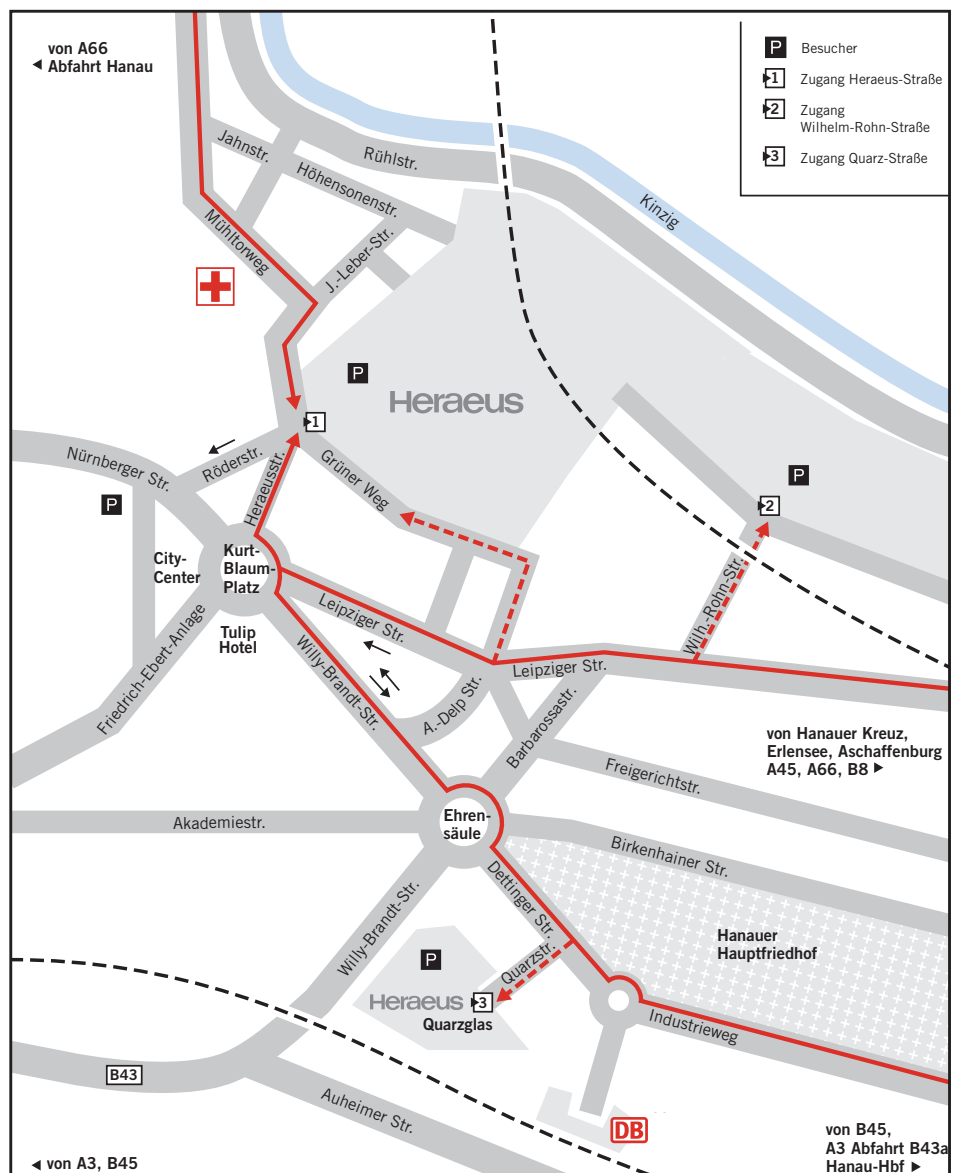 von A66
◄ Abfahrt Hanau
P Besucher
1 Zugang Heraeus-Straße
2 Zugang
Wilhelm-Rohn-Straße
3 Zugang Quarz-Straße
Jahnstr.
Rühlstr.
Höhensonenstr.
Kinzig
Mühltorweg
J.-Leber-Str.
P
Heraeus
1
Nürnberger Str.
Röderstr.
Heraeusstr.
Grüner Weg
P
P
2
City-
Center
Kurt-
Blaum-
Platz
Tulip
Hotel
Leipziger Str.
Wilh.-Rohn-Str.
Friedrich-Ebert-Anlage
Willy-Brandt-Str.
A.-Delp Str.
Leipziger Str.
Barbarossastr.
von Hanauer Kreuz,
Erlensee, Aschaffenburg
A45, A66, B8 ►
Freigerichtstr.
Akademiestr.
Ehren-
säule
Birkenhainer Str.
Dettinger Str.
Willy-Brandt-Str.
Hanauer
Hauptfriedhof
P
Quarzstr.
Heraeus 3
Quarzglas
Industrieweg
B43
Auheimer Str.
DB
von B45,
A3 Abfahrt B43a
Hanau-Hbf ►
◄ von A3, B45